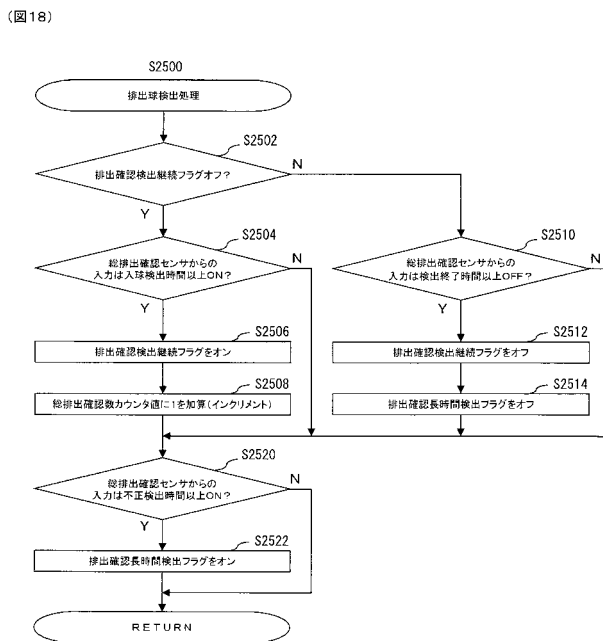 (図18)
S2500
排出球検出処理
S2502
排出確認検出継続フラグオフ?
N
Y
S2504
総排出確認センサからの
入力は入球検出時間以上ON?
N
Y
S2510
総排出確認センサからの
入力は検出終了時間以上OFF?
N
Y
S2506
排出確認検出継続フラグをオン
S2512
排出確認検出継続フラグをオフ
S2508
総排出確認数カウンタ値に1を加算(インクリメント)
S2514
排出確認長時間検出フラグをオフ
S2520
総排出確認センサからの
入力は不正検出時間以上ON?
N
Y
S2522
排出確認長時間検出フラグをオン
RETURN